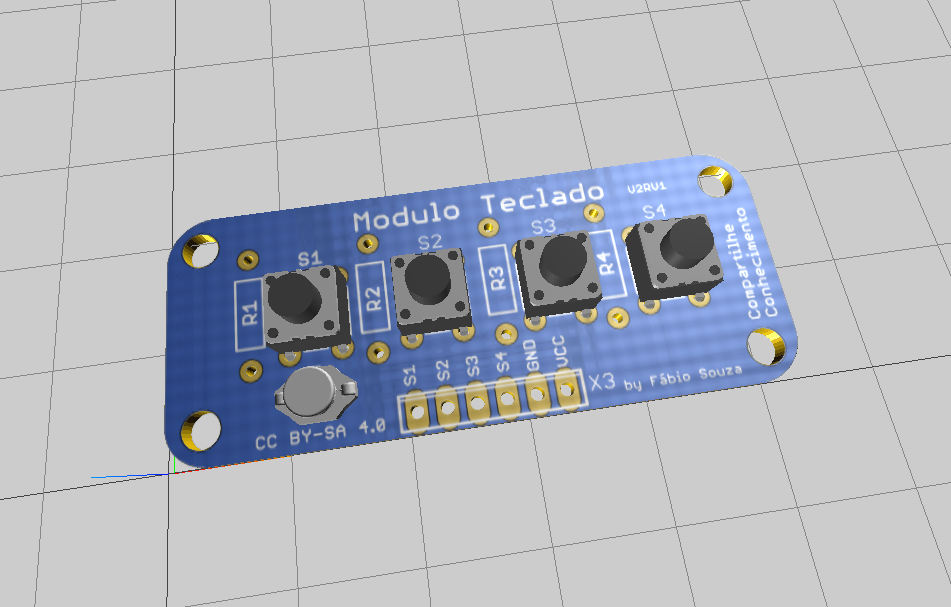 Modulo Teclado
V2RV1
S1
S2
S3
S4
R1
R2
R3
R4
Compartilhe
Conhecimento
S1
S2
S3
S4
GND
VCC
X3
by Fábio Souza
CC BY-SA 4.0